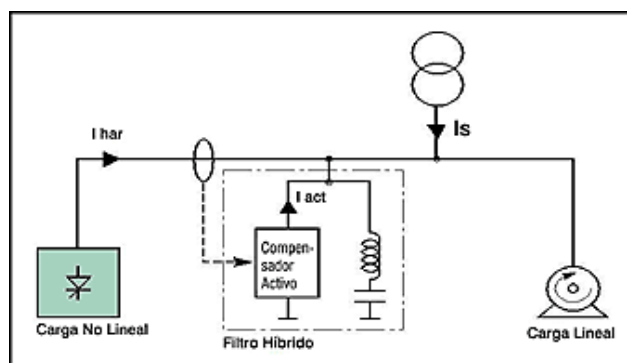 Is
I har
I act
Compen-
sador
Activo
Carga No Lineal
Filtro Híbrido
Carga Lineal